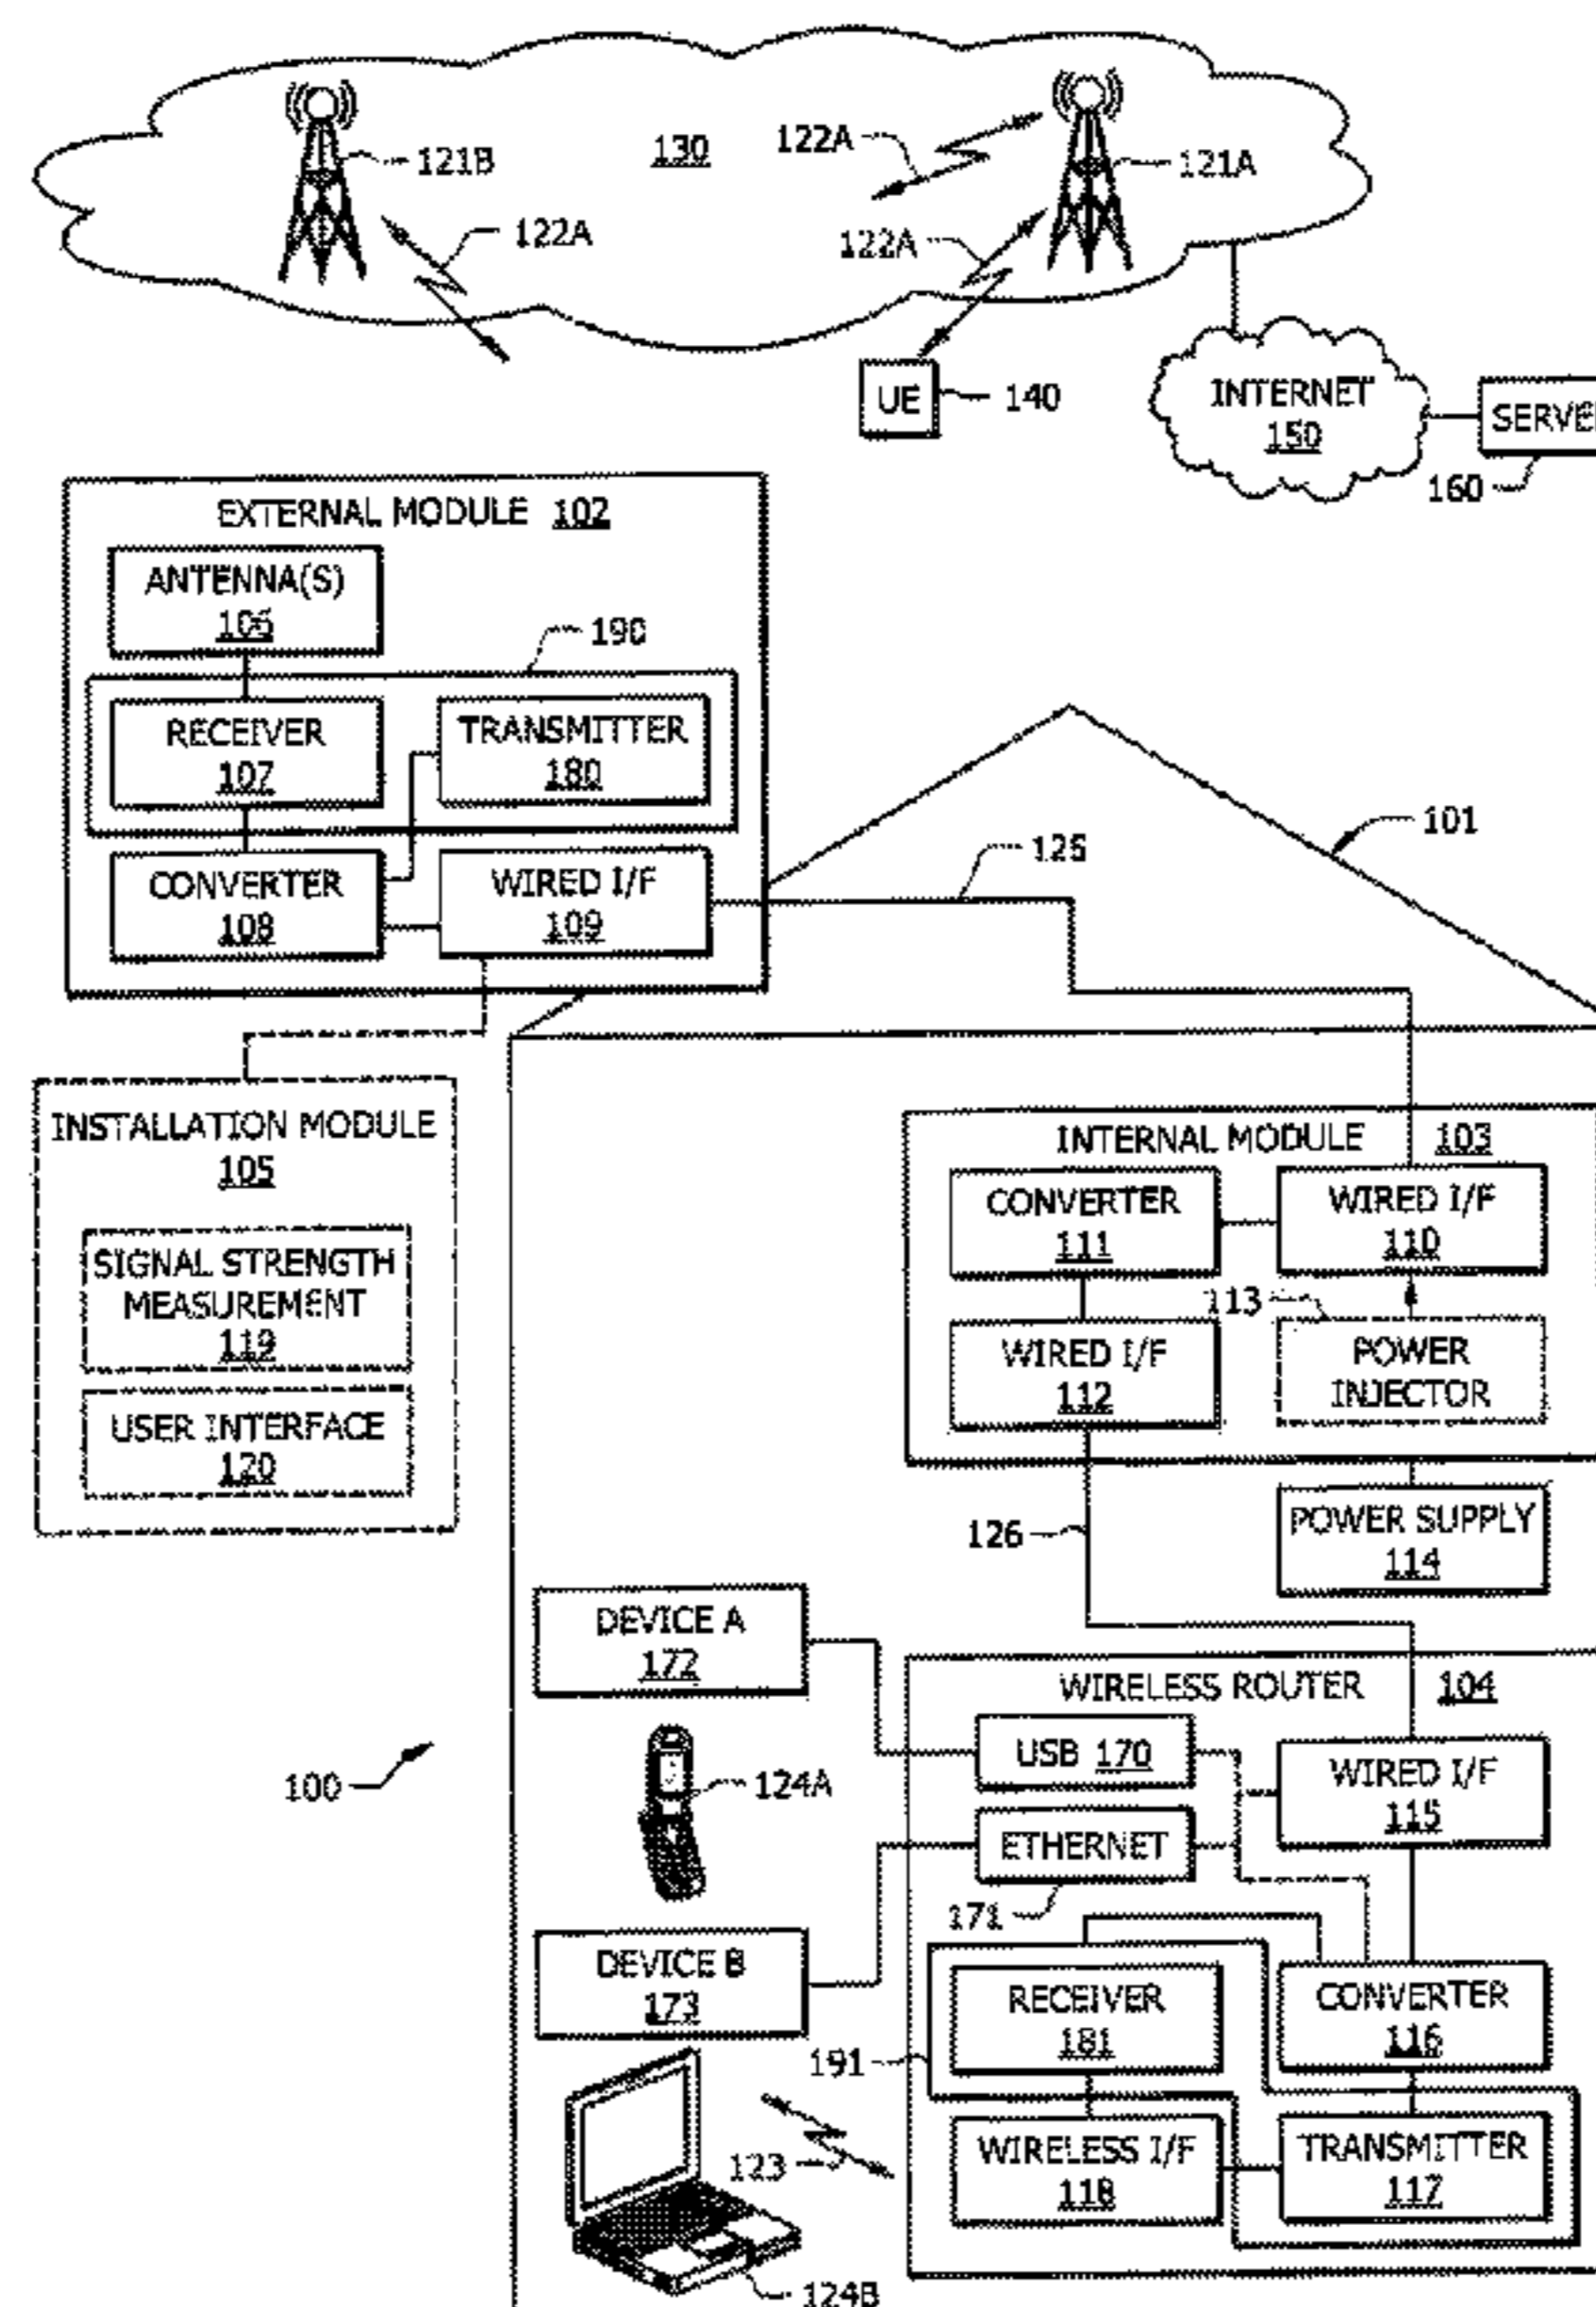 130
122A
121B
121A
122A
122A
UE
140
INTERNET
150
SERVE
160
EXTERNAL MODULE 102
ANTENNA(S)
106
190
RECEIVER
107
TRANSMITTER
180
CONVERTER
108
WIRED I/F
109
125
101
INSTALLATION MODULE
105
SIGNAL STRENGTH
MEASUREMENT
119
USER INTERFACE
120
INTERNAL MODULE 103
CONVERTER
111
WIRED I/F
110
113
WIRED I/F
112
POWER
INJECTOR
POWER SUPPLY
114
126
DEVICE A
172
WIRELESS ROUTER 104
USB 170
WIRED I/F
115
100
124A
ETHERNET
171
DEVICE B
173
RECEIVER
181
CONVERTER
116
191
WIRELESS I/F
118
TRANSMITTER
117
123
124B